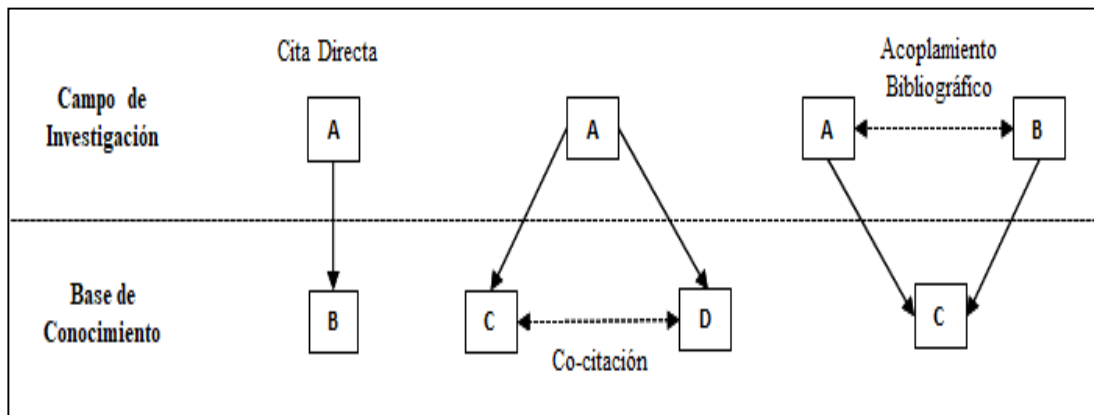 Cita Directa
Acoplamiento
Bibliográfico
Campo de
Investigación
A
A
A
B
Base de
Conocimiento
B
C
D
C
Co-citación